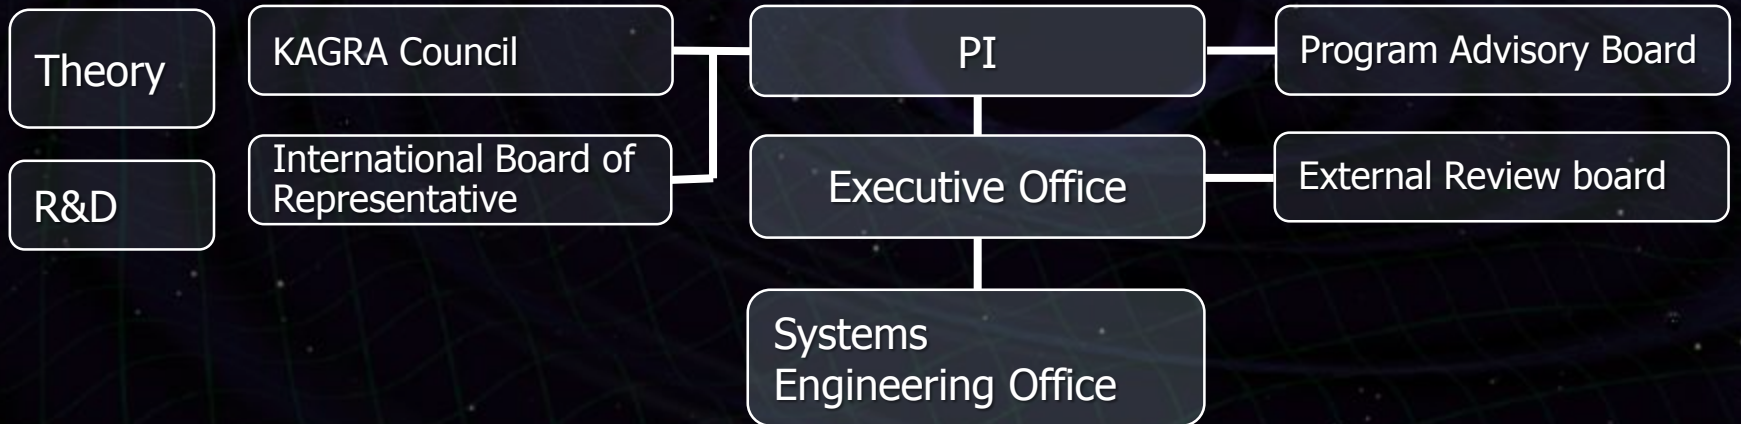 Theory
KAGRA Council
PI
Program Advisory Board
R&D
International Board of
Representative
Executive Office
External Review board
Systems
Engineering Office